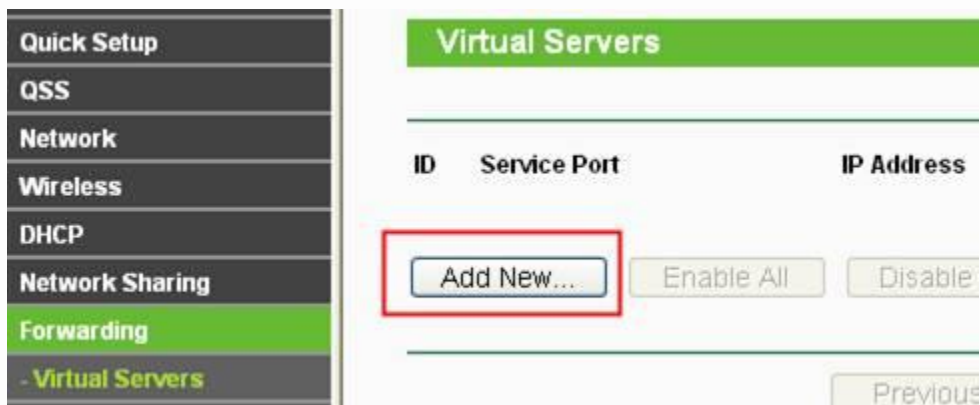 Quick Setup
QSS
Network
Wireless
DHCP
Network Sharing
Forwarding
- Virtual Servers
Virtual Servers
ID Service Port IP Address
Add New... Enable All Disable
Previous